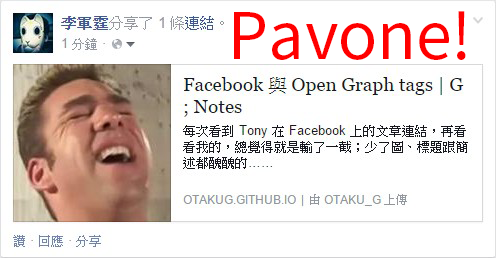 Pavone!
李軍霆分享了 1 條連結。
1 分鐘 ·
Facebook 與 Open Graph tags | G
; Notes
每次看到 Tony 在 Facebook 上的文章連結，再看
看我的，總覺得就是輸了一截；少了圖、標題跟簡
述都醜醜的……
OTAKUG.GITHUB.IO | 由 OTAKU_G 上傳
讚 · 回應 · 分享